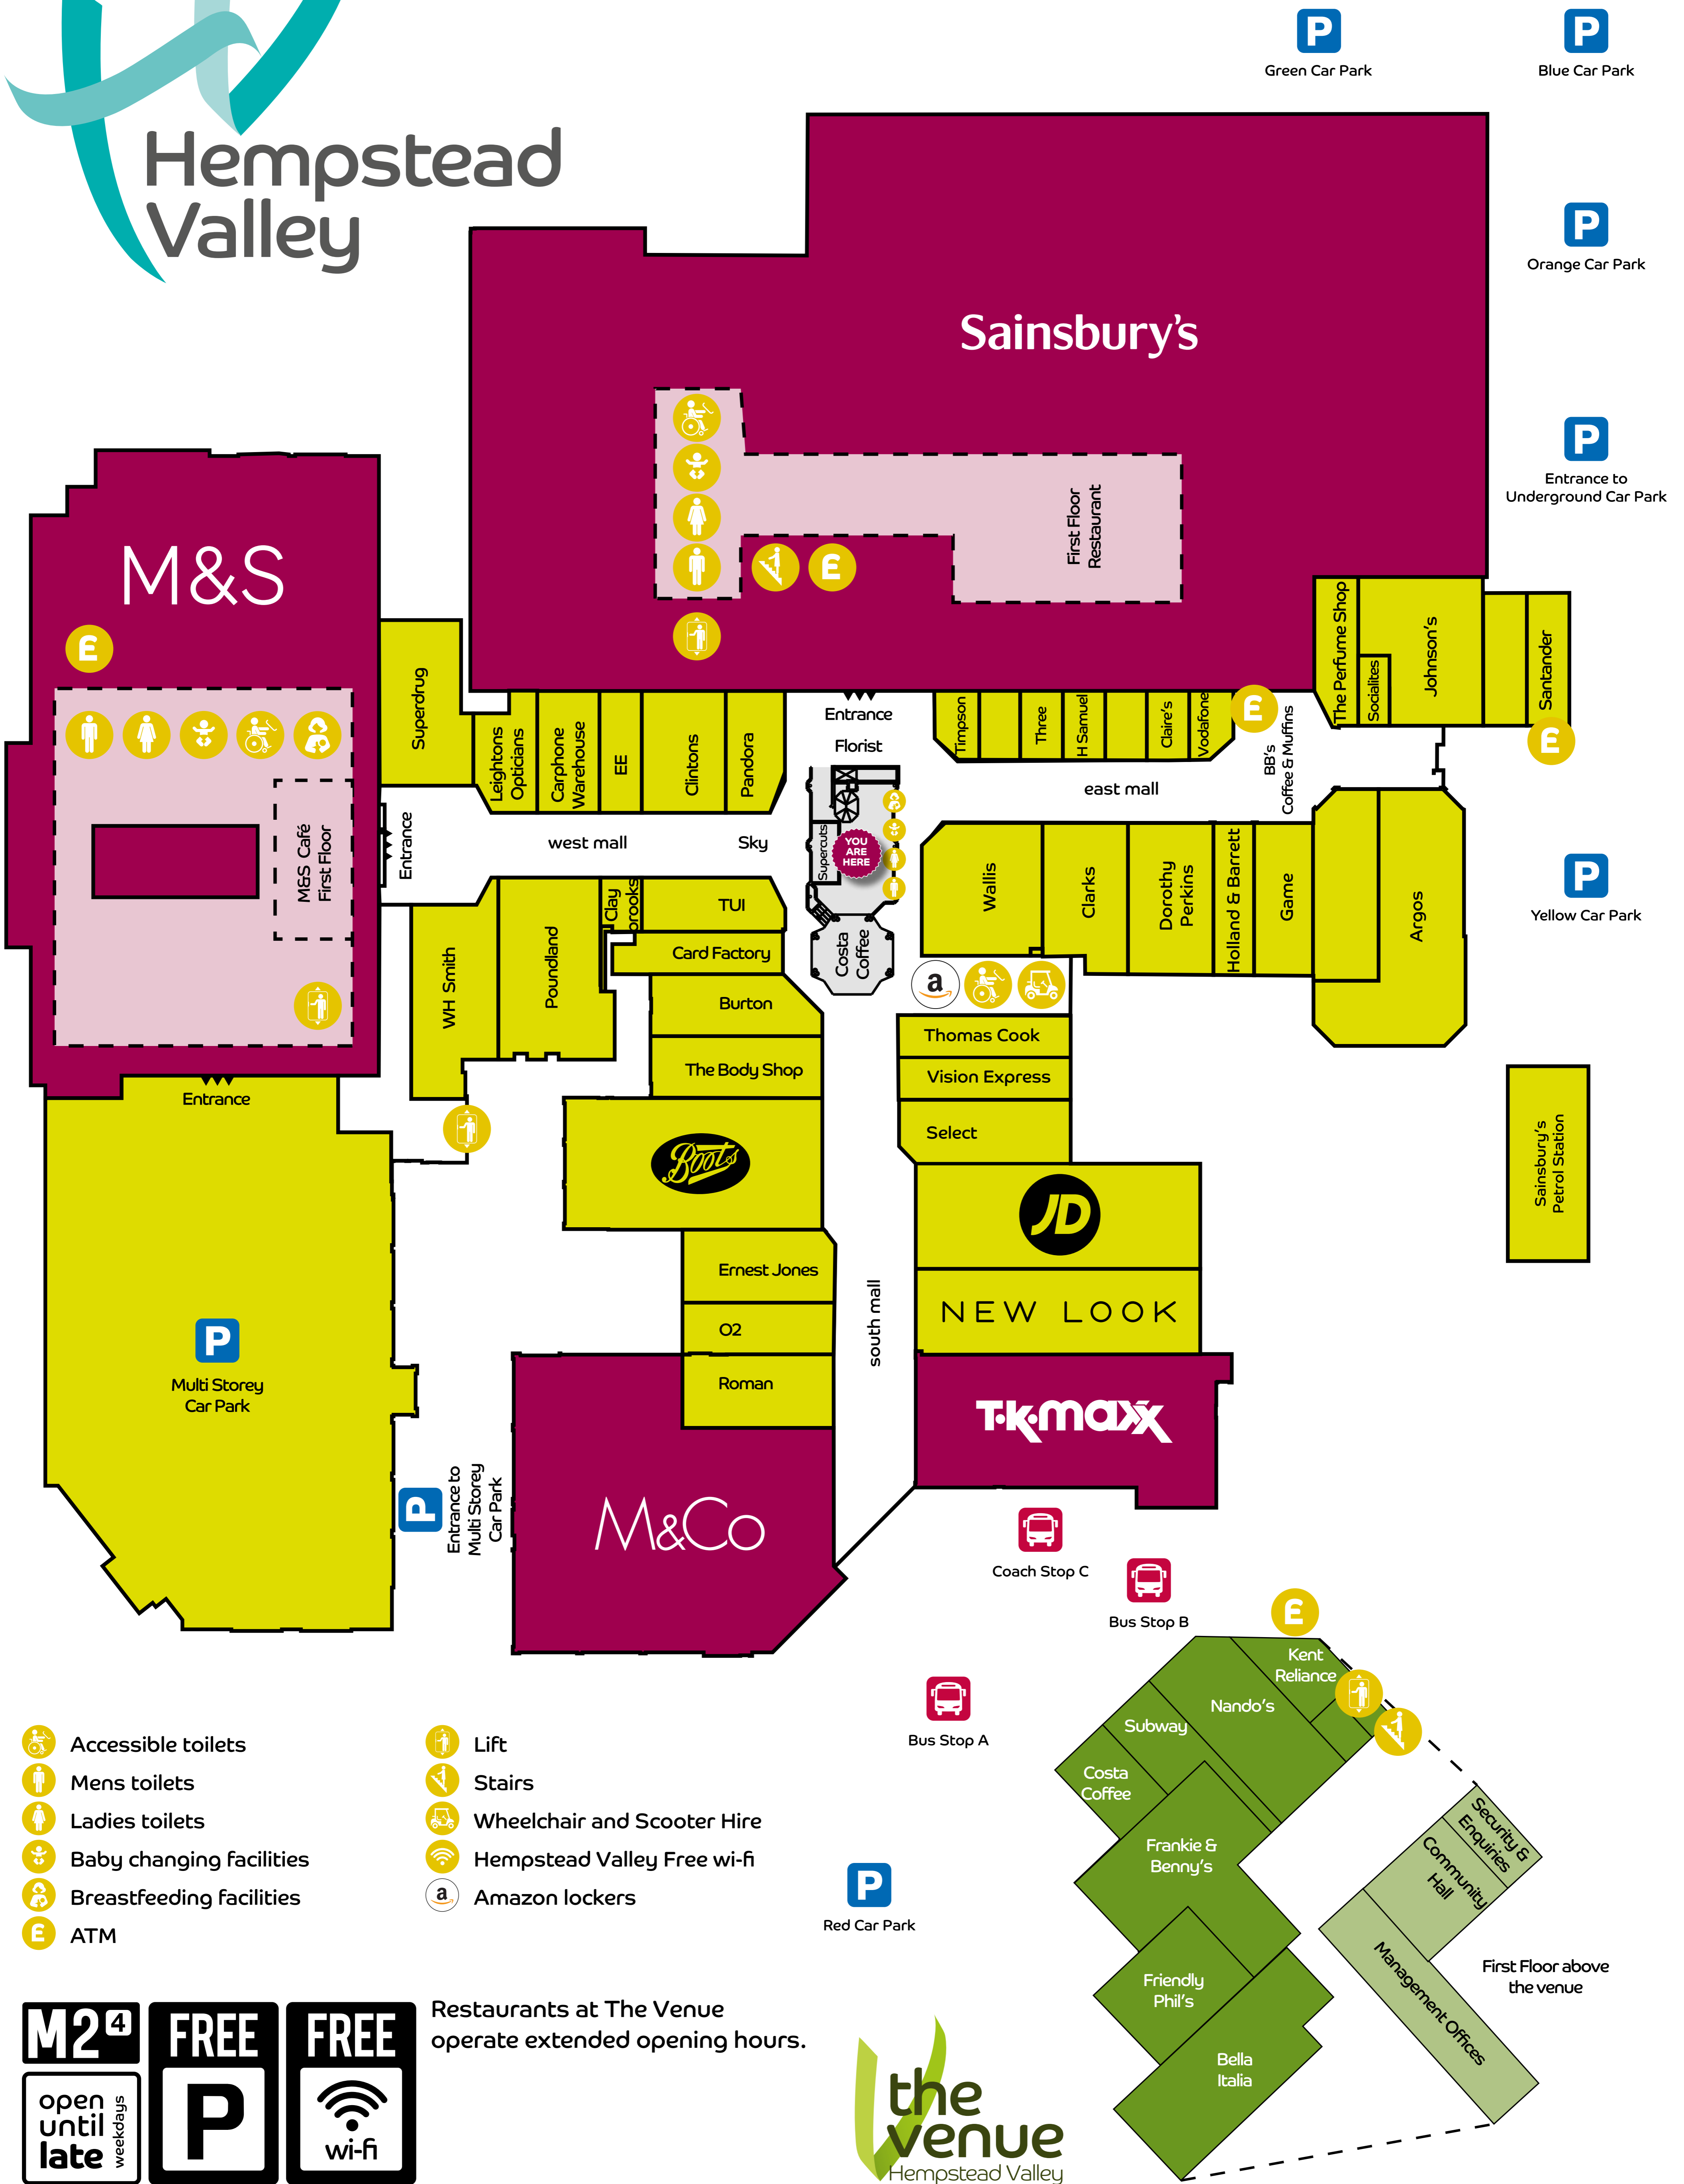 Hempstead
Valley
P
Green Car Park
P
Blue Car Park
P
Orange Car Park
Sainsbury's
P
Entrance to
Underground Car Park
First Floor
Restaurant
£
M&S
£
M&S Café
First Floor
Entrance
Entrance
Superdrug
Leightons
Opticians
Carphone
Warehouse
EE
Clintons
Pandora
Entrance
Florist
Timpson
Three
H Samuel
Claire's
Vodafone
£
BB's
Coffee & Muffins
The Perfume Shop
Socialites
Johnson's
Santander
£
west mall
Sky
Supercuts
YOU
ARE
HERE
Costa
Coffee
east mall
Wallis
Clarks
Dorothy
Perkins
Holland & Barrett
Game
Argos
P
Yellow Car Park
WH Smith
Poundland
Clay
brooks
TUI
Card Factory
Burton
The Body Shop
Boots
a
Thomas Cook
Vision Express
Select
JD
NEW LOOK
Sainsbury's
Petrol Station
Ernest Jones
O2
Roman
south mall
T.K.maxx
P
Multi Storey
Car Park
P
Entrance to
Multi Storey
Car Park
M&Co
Coach Stop C
Bus Stop B
Bus Stop A
£
Kent
Reliance
Nando's
Subway
Costa
Coffee
Frankie &
Benny's
Friendly
Phil's
Bella
Italia
Security &
Enquiries
Community
Hall
Management Offices
First Floor above
the venue
P
Red Car Park
Accessible toilets
Mens toilets
Ladies toilets
Baby changing facilities
Breastfeeding facilities
£ ATM
Lift
Stairs
Wheelchair and Scooter Hire
Hempstead Valley Free wi-fi
a Amazon lockers
M2 4
open
until
late
weekdays
FREE
P
FREE
wi-fi
Restaurants at The Venue
operate extended opening hours.
the
venue
Hempstead Valley